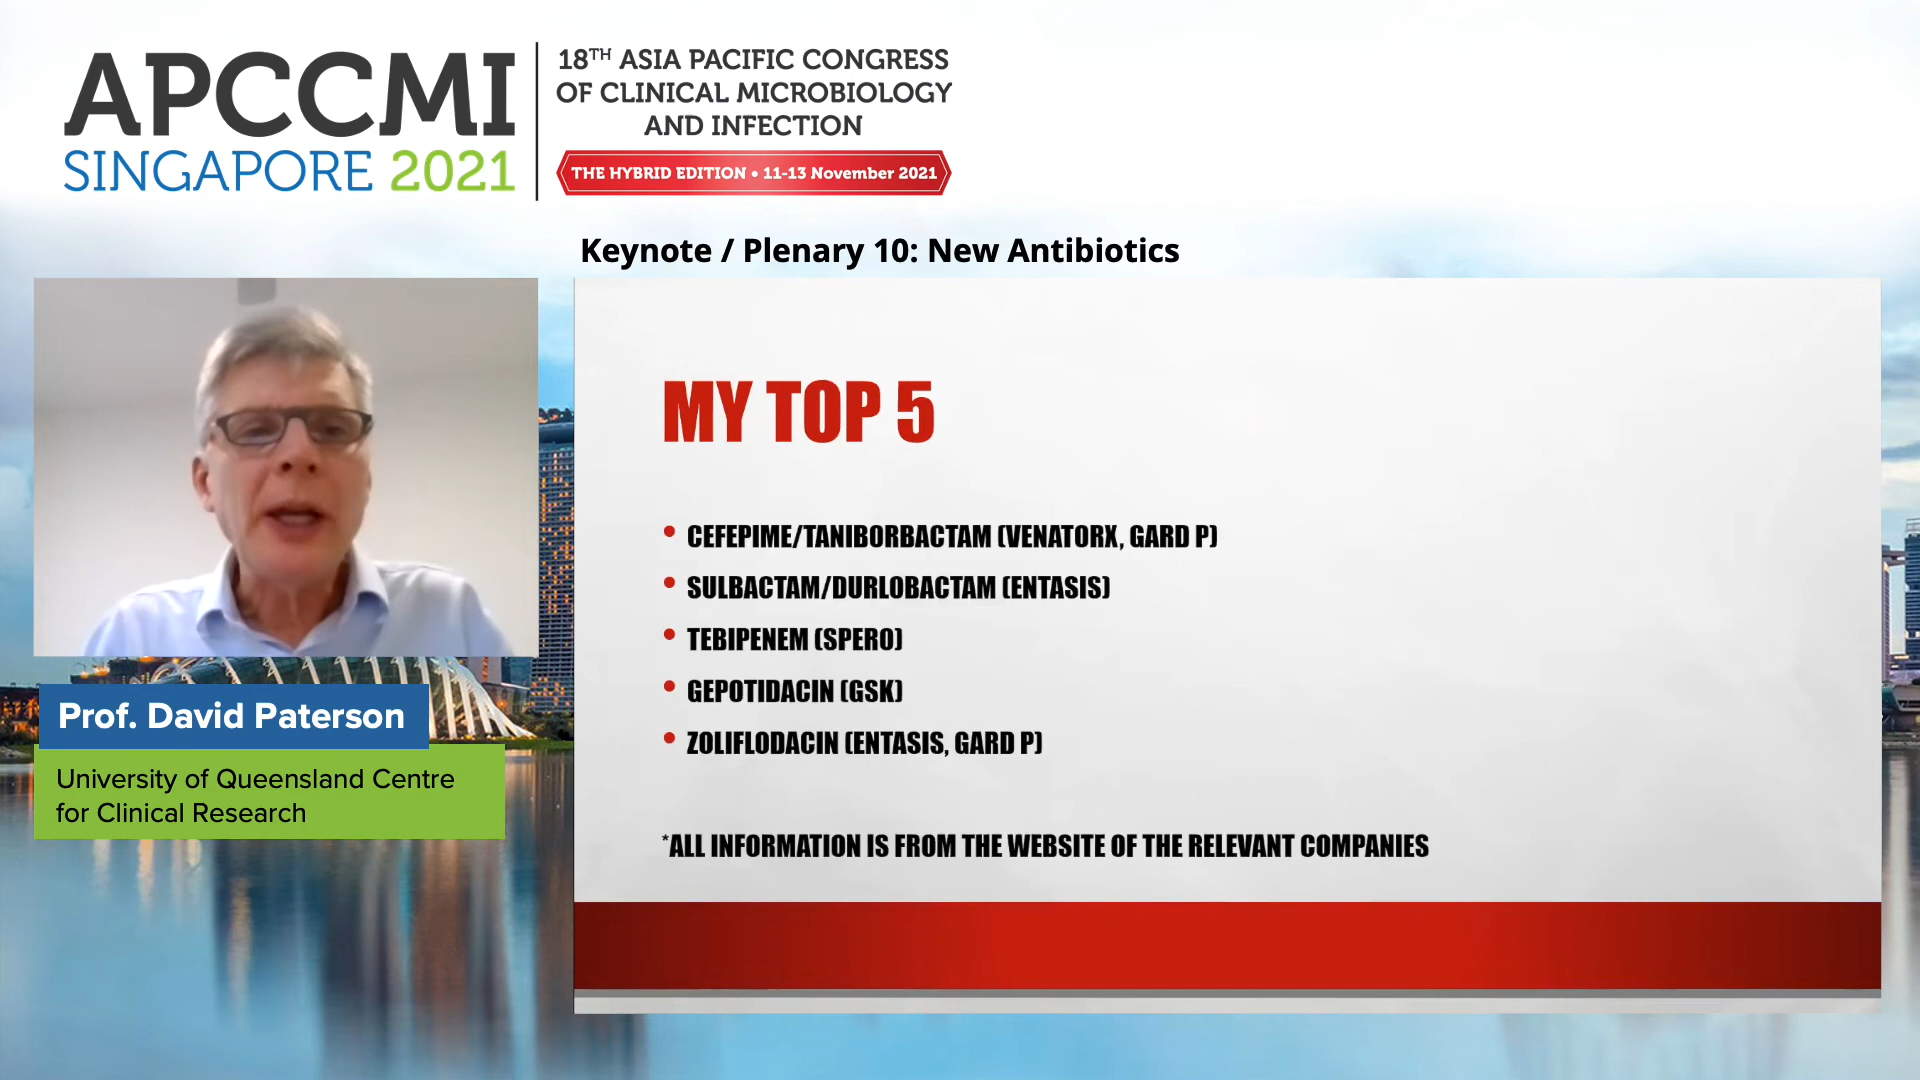 APCCMI
SINGAPORE 2021
18TH ASIA PACIFIC CONGRESS
OF CLINICAL MICROBIOLOGY
AND INFECTION
THE HYBRID EDITION • 11-13 November 2021
Keynote / Plenary 10: New Antibiotics
Prof. David Paterson
University of Queensland Centre
for Clinical Research
MY TOP 5
• CEFEPIME/TANIBORBACTAM (VENATORX, GARD P)
• SULBACTAM/DURLOBACTAM (ENTASIS)
• TEBIPENEM (SPERO)
• GEPOTIDACIN (GSK)
• ZOLIFLODACIN (ENTASIS, GARD P)
*ALL INFORMATION IS FROM THE WEBSITE OF THE RELEVANT COMPANIES